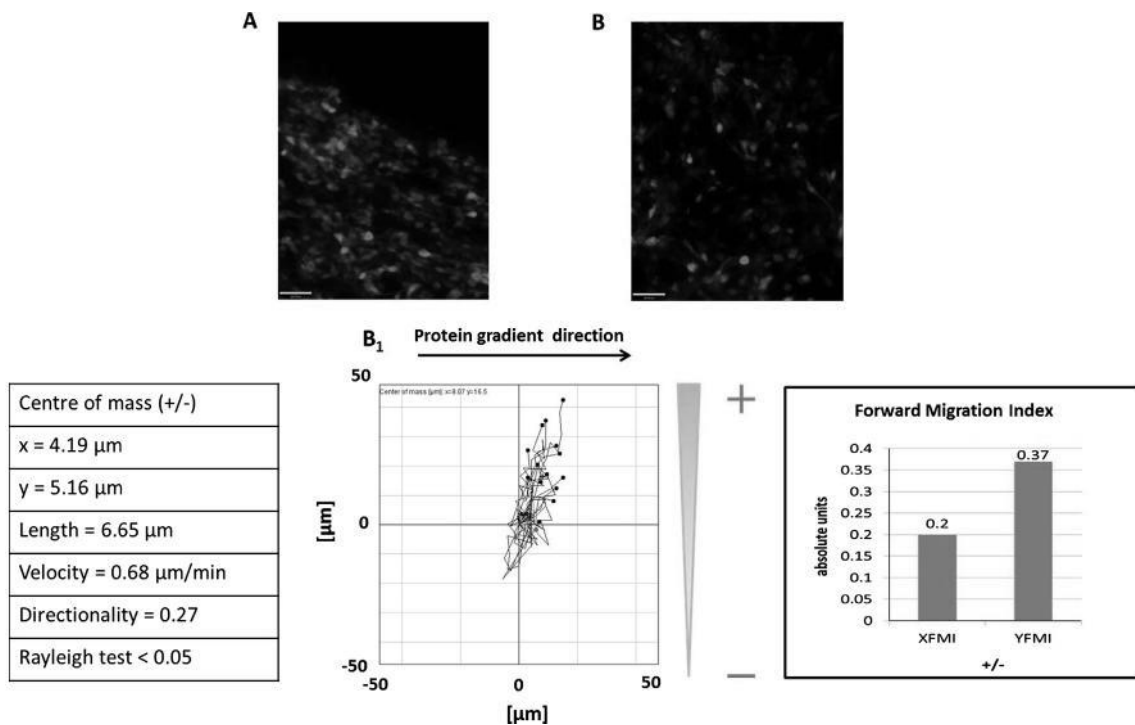 A
B
B1
Protein gradient direction
Centre of mass (+/-)
x = 4.19 µm
y = 5.16 µm
Length = 6.65 µm
Velocity = 0.68 µm/min
Directionality = 0.27
Rayleigh test < 0.05
50
Center of mass [µm]: x=8.07 y=16.5
[µm]
0
-50
-50
0
50
[µm]
+
−
Forward Migration Index
absolute units
0.4
0.35
0.3
0.25
0.2
0.15
0.1
0.05
0
0.2
0.37
XFMI
YFMI
+/-